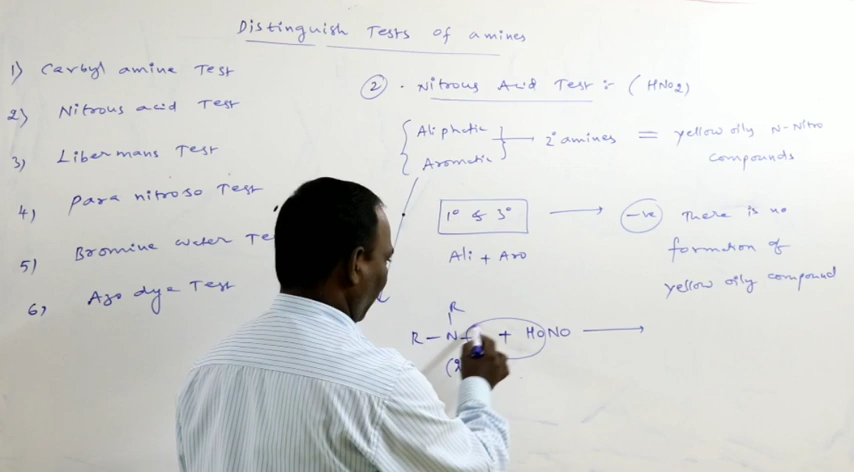 Distinguish Tests of amines
1) Carbyl amine Test
2) Nitrous acid Test
3) Libermans Test
4) Para nitroso Test
5) Bromine water Te
6) Azo dye Test
2 . Nitrous Acid Test :- (HNO2)
Aliphatic
Aromatic
2° amines = yellow oily N-Nitro
compounds
1° & 3° → -ve There is no
formation of
yellow oily compound
Ali + Aro
R
R - N - + HONO →